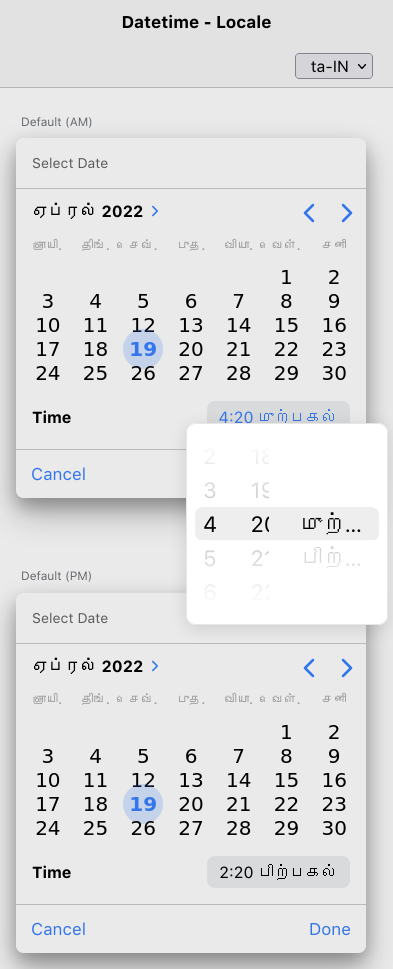 Datetime - Locale
ta-IN
Default (AM)
Select Date
ஏப்ரல் 2022
ஞாயி. திங். செவ். புத. வியா. வெள். சனி
1 2
3 4 5 6 7 8 9
10 11 12 13 14 15 16
17 18 19 20 21 22 23
24 25 26 27 28 29 30
Time 4:20 முற்பகல்
Cancel
2 18
3 19
4 20 முற்...
5 21 பிற்...
6 22
Default (PM)
Select Date
ஏப்ரல் 2022
ஞாயி. திங். செவ். புத. வியா. வெள். சனி
1 2
3 4 5 6 7 8 9
10 11 12 13 14 15 16
17 18 19 20 21 22 23
24 25 26 27 28 29 30
Time 2:20 பிற்பகல்
Cancel Done